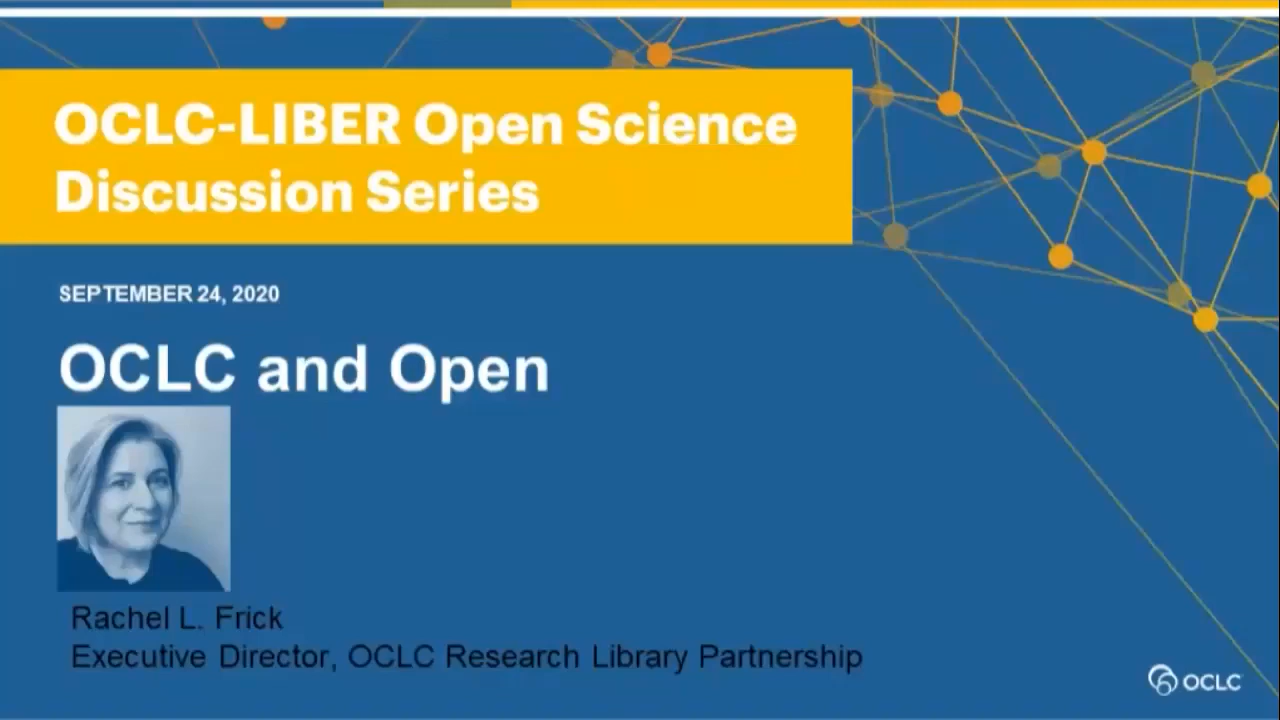 OCLC-LIBER Open Science
Discussion Series
SEPTEMBER 24, 2020
OCLC and Open
Rachel L. Frick
Executive Director, OCLC Research Library Partnership
OCLC